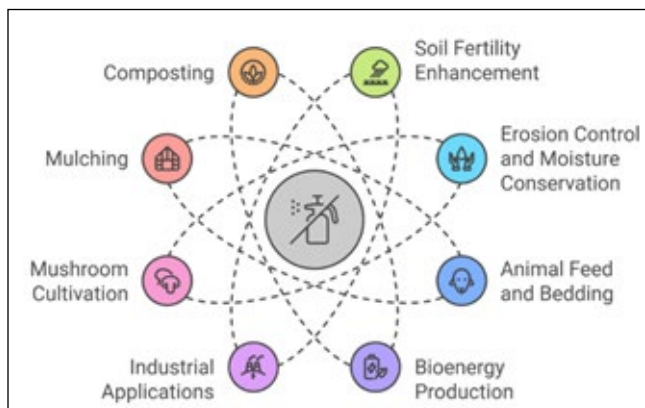 Composting
Soil Fertility
Enhancement
Mulching
Erosion Control
and Moisture
Conservation
Mushroom
Cultivation
Animal Feed
and Bedding
Industrial
Applications
Bioenergy
Production